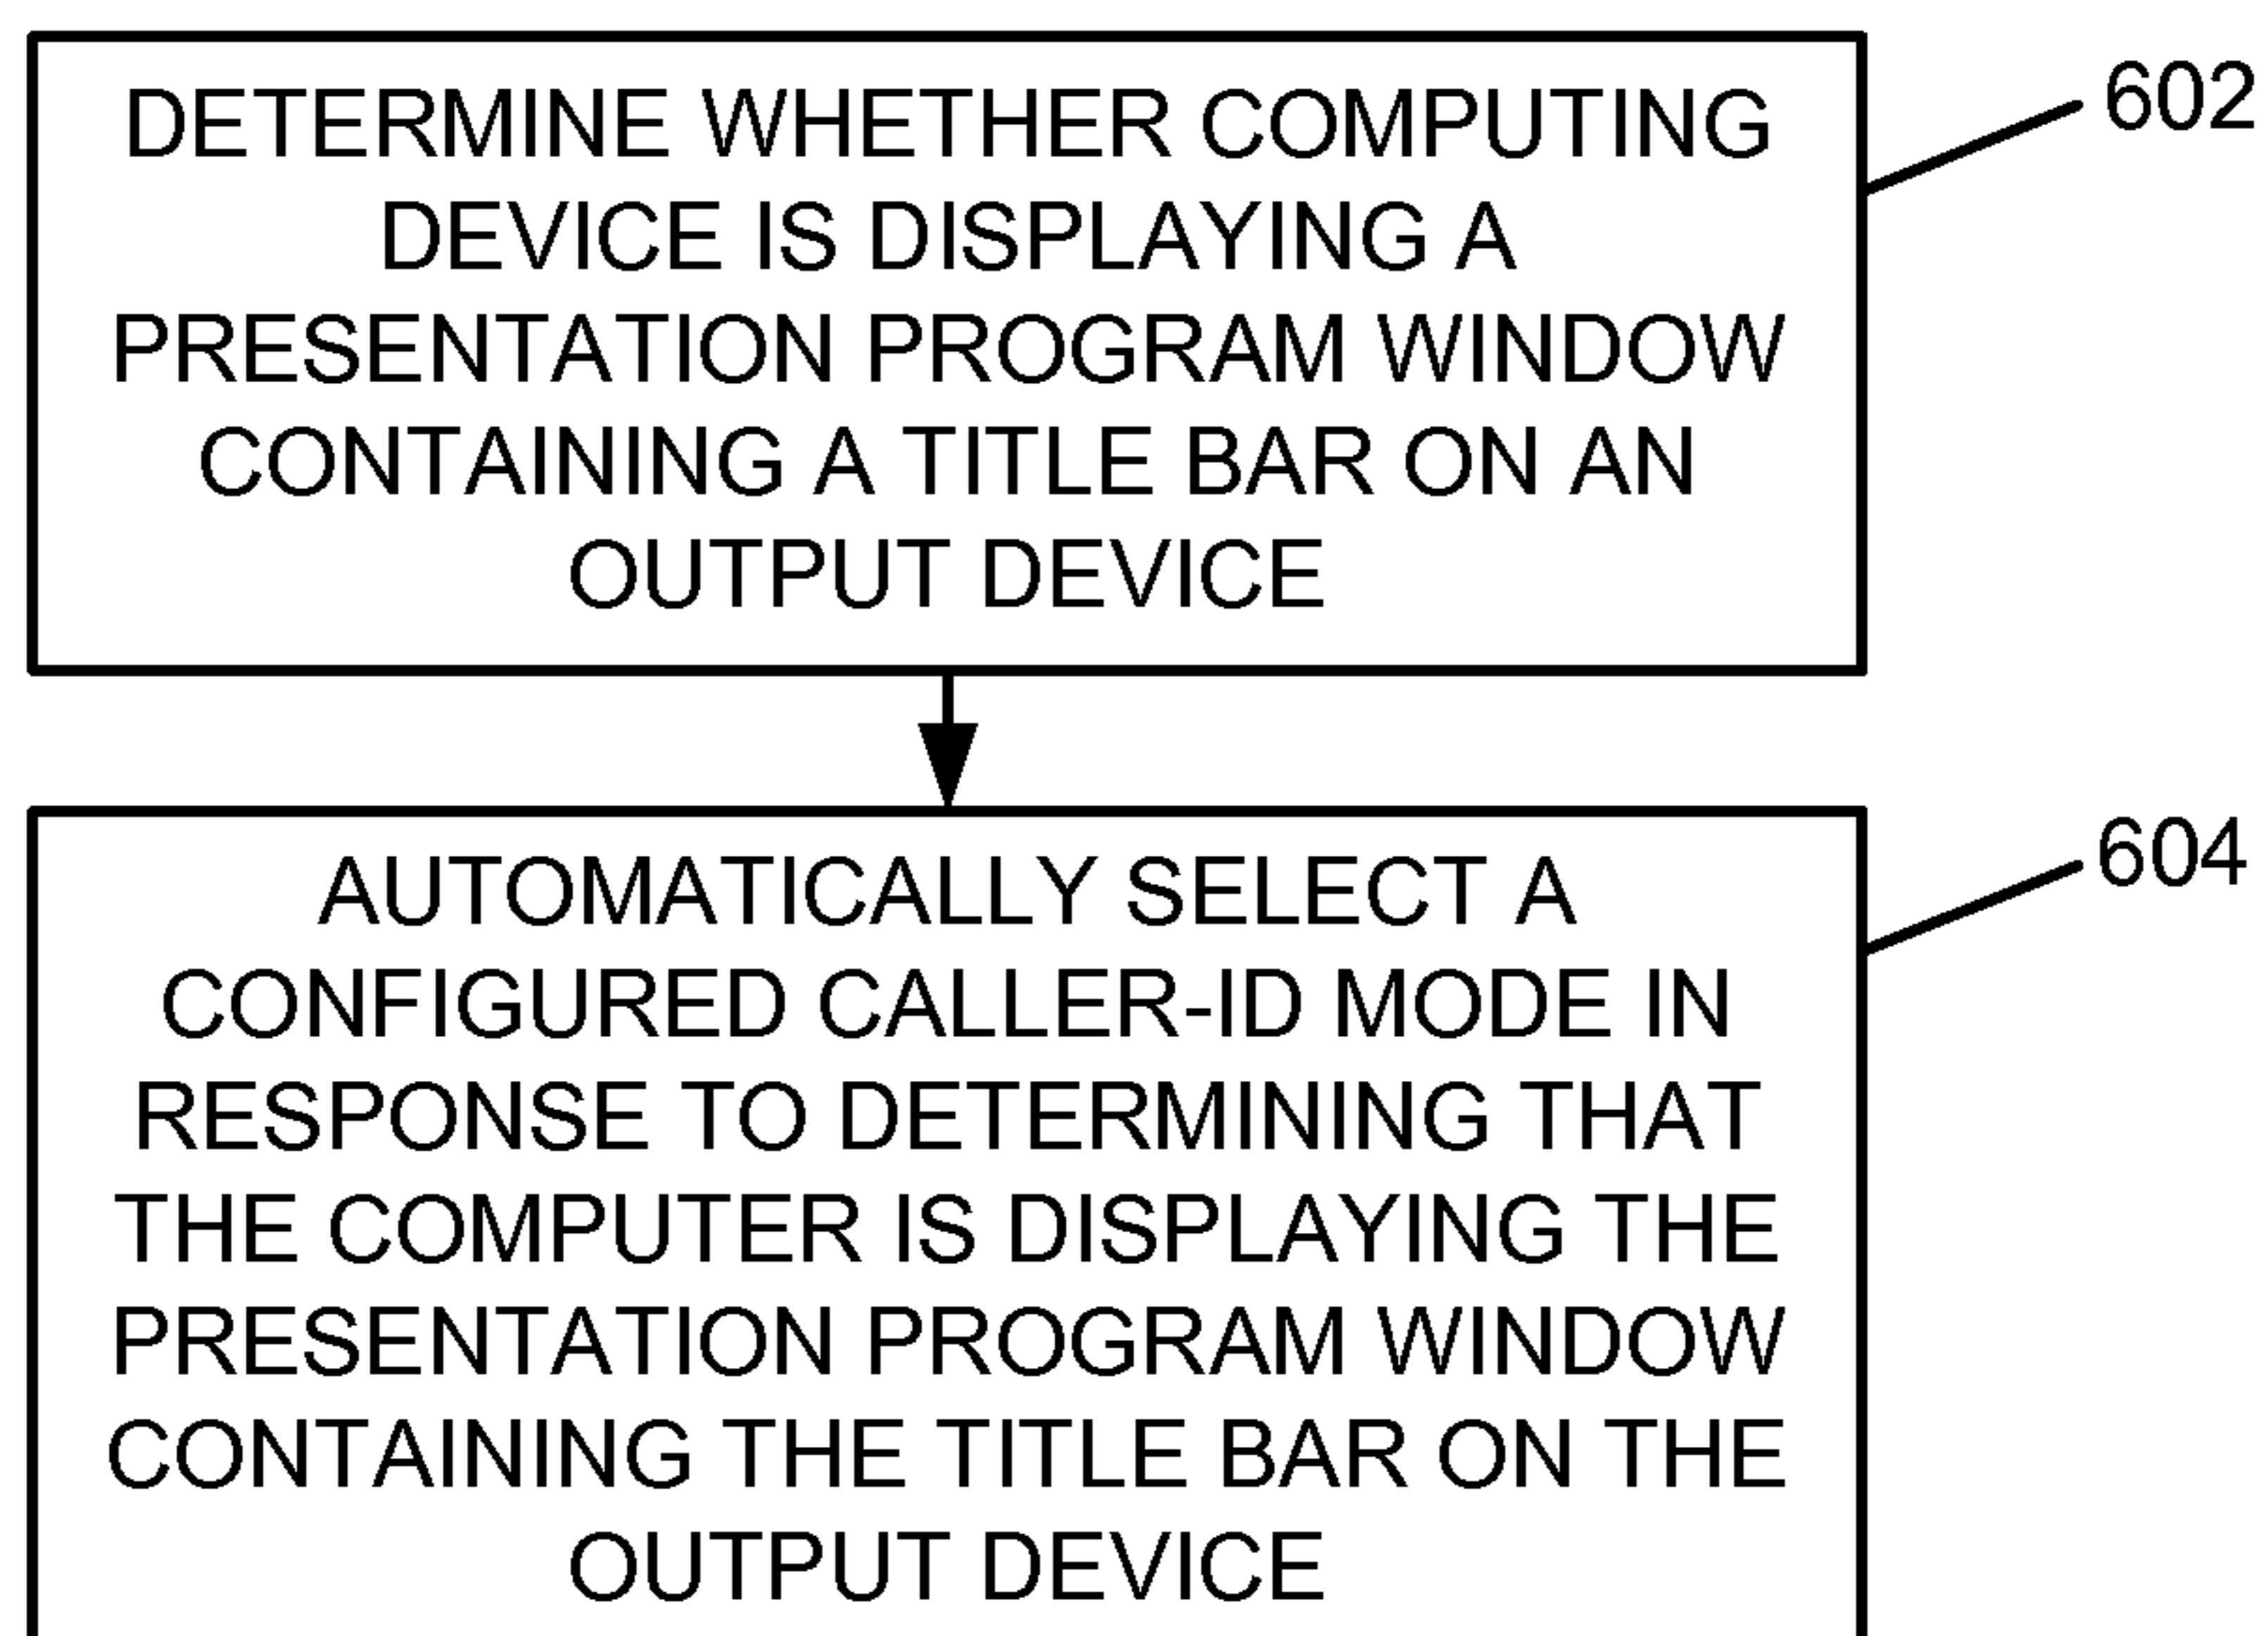 DETERMINE WHETHER COMPUTING
DEVICE IS DISPLAYING A
PRESENTATION PROGRAM WINDOW
CONTAINING A TITLE BAR ON AN
OUTPUT DEVICE
602
AUTOMATICALLY SELECT A
CONFIGURED CALLER-ID MODE IN
RESPONSE TO DETERMINING THAT
THE COMPUTER IS DISPLAYING THE
PRESENTATION PROGRAM WINDOW
CONTAINING THE TITLE BAR ON THE
OUTPUT DEVICE
604